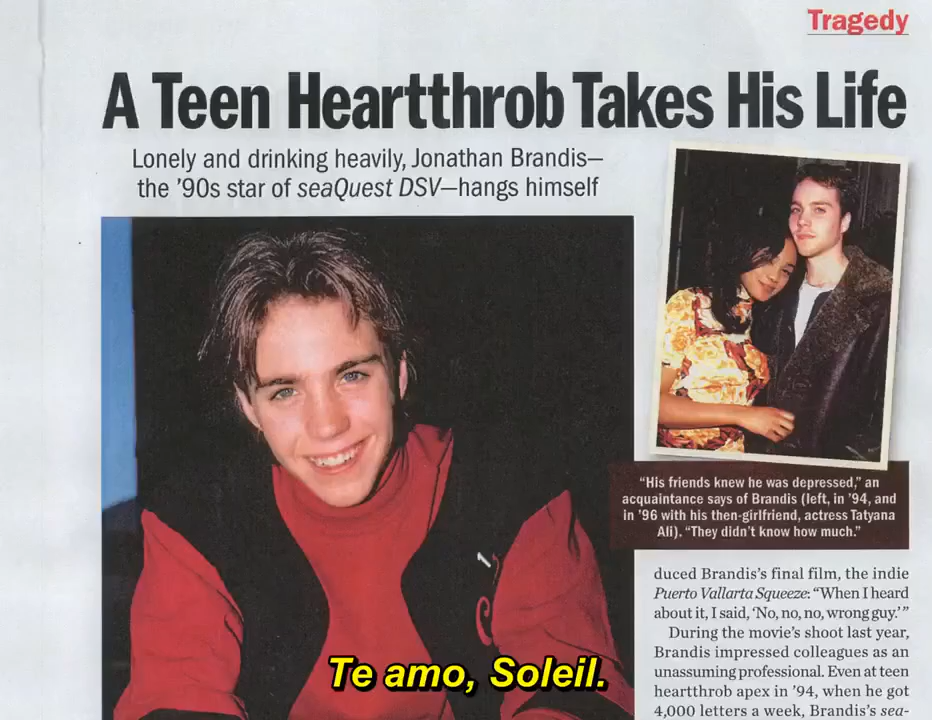 Tragedy
A Teen Heartthrob Takes His Life
Lonely and drinking heavily, Jonathan Brandis—
the ’90s star of seaQuest DSV—hangs himself
“His friends knew he was depressed,” an
acquaintance says of Brandis (left, in ’94, and
in ’96 with his then-girlfriend, actress Tatyana
Ali). “They didn’t know how much.”
duced Brandis’s final film, the indie
Puerto Vallarta Squeeze: “When I heard
about it, I said, ‘No, no, no, wrong guy.’”
During the movie’s shoot last year,
Brandis impressed colleagues as an
unassuming professional. Even at teen
heartthrob apex in ’94, when he got
4,000 letters a week, Brandis’s sea-
Te amo, Soleil.